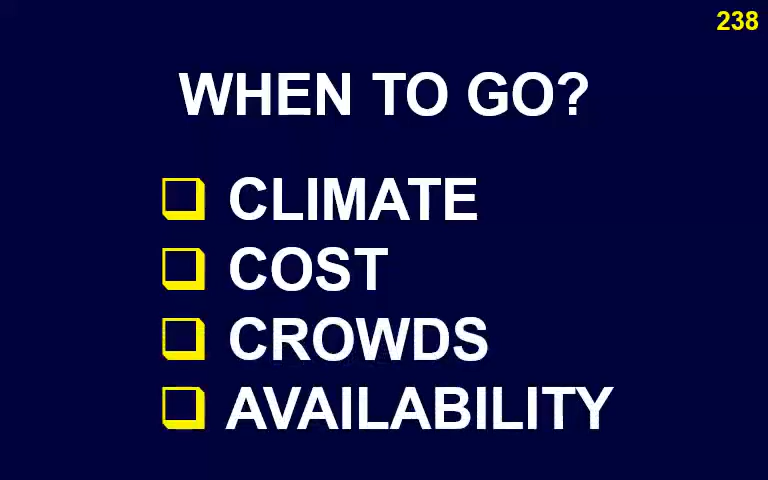 238
WHEN TO GO?
❑ CLIMATE
❑ COST
❑ CROWDS
❑ AVAILABILITY